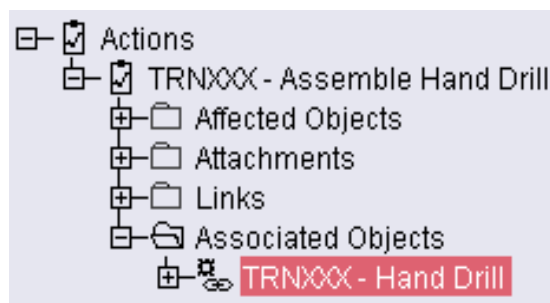 Actions
TRNXXX - Assemble Hand Drill
Affected Objects
Attachments
Links
Associated Objects
TRNXXX - Hand Drill